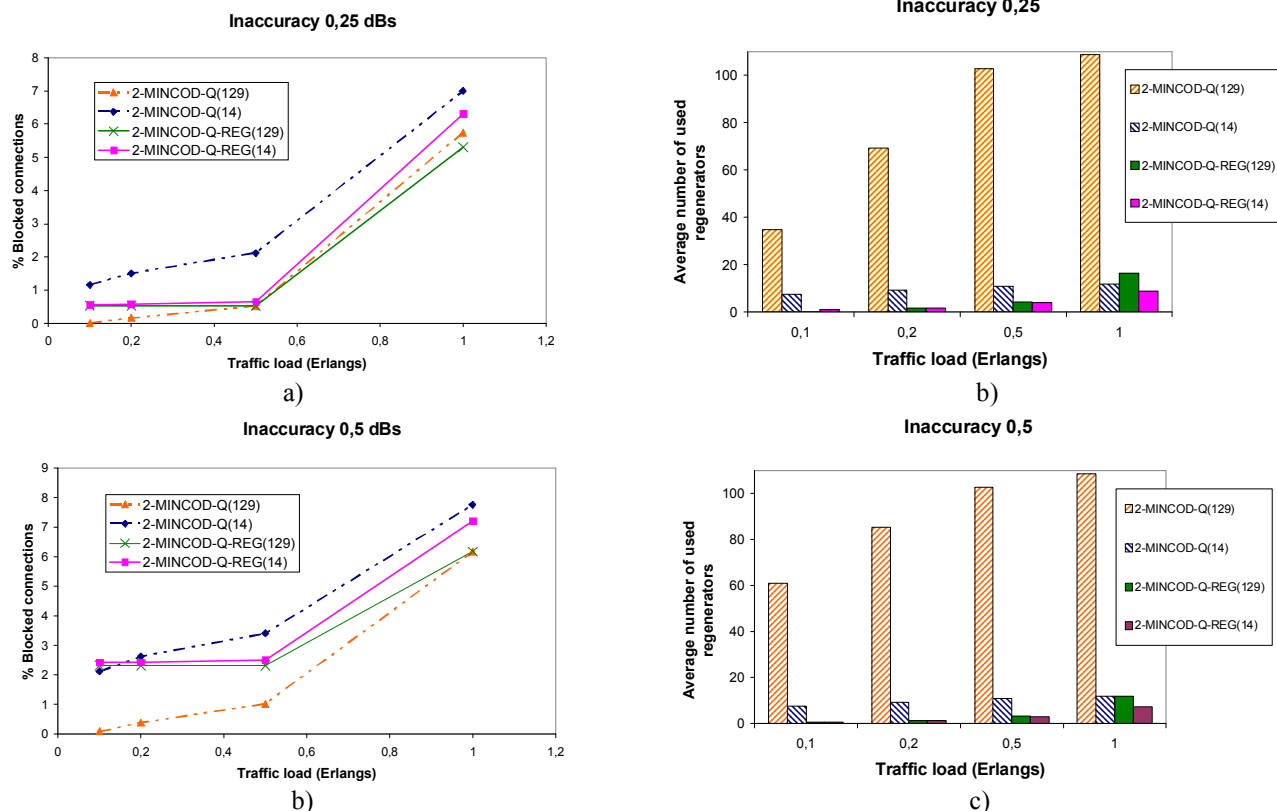 Inaccuracy 0,25 dBs
8
7
6
5
4
3
2
1
0
% Blocked connections
2-MINCOD-Q(129)
2-MINCOD-Q(14)
2-MINCOD-Q-REG(129)
2-MINCOD-Q-REG(14)
0
0,2
0,4
0,6
0,8
1
1,2
Traffic load (Erlangs)
a)
Inaccuracy 0,25
100
80
60
40
20
0
Average number of used
regenerators
2-MINCOD-Q(129)
2-MINCOD-Q(14)
2-MINCOD-Q-REG(129)
2-MINCOD-Q-REG(14)
0,1
0,2
0,5
1
Traffic load (Erlangs)
b)
Inaccuracy 0,5 dBs
9
8
7
6
5
4
3
2
1
0
% Blocked connections
2-MINCOD-Q(129)
2-MINCOD-Q(14)
2-MINCOD-Q-REG(129)
2-MINCOD-Q-REG(14)
0
0,2
0,4
0,6
0,8
1
1,2
Traffic load (Erlangs)
b)
Inaccuracy 0,5
100
80
60
40
20
0
Average number of used
regenerators
2-MINCOD-Q(129)
2-MINCOD-Q(14)
2-MINCOD-Q-REG(129)
2-MINCOD-Q-REG(14)
0,1
0,2
0,5
1
Traffic load (Erlangs)
c)